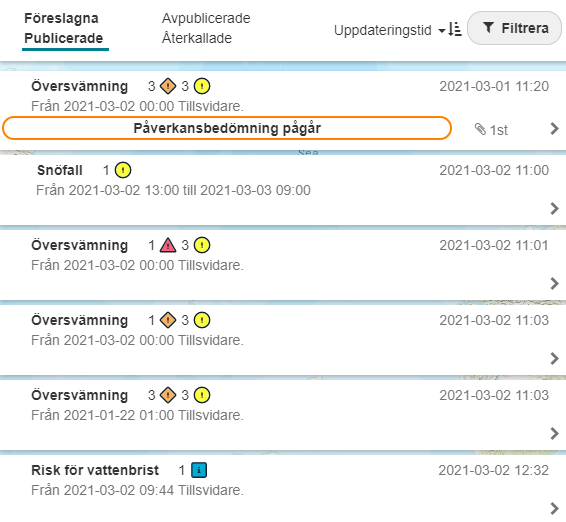 Föreslagna Avpublicerade
Publicerade Återkallade
Uppdateringstid Filtrera
Översvämning 3 3 2021-03-01 11:20
Från 2021-03-02 00:00 Tillsvidare.
Påverkansbedömning pågår 1st
Sea
Snöfall 1 2021-03-02 11:00
Från 2021-03-02 13:00 till 2021-03-03 09:00
Översvämning 1 3 2021-03-02 11:01
Från 2021-03-02 00:00 Tillsvidare.
Översvämning 1 3 2021-03-02 11:03
Från 2021-03-02 00:00 Tillsvidare.
Översvämning 3 3 2021-03-02 11:03
Från 2021-01-22 01:00 Tillsvidare.
Risk för vattenbrist 1 2021-03-02 12:32
Från 2021-03-02 09:44 Tillsvidare.